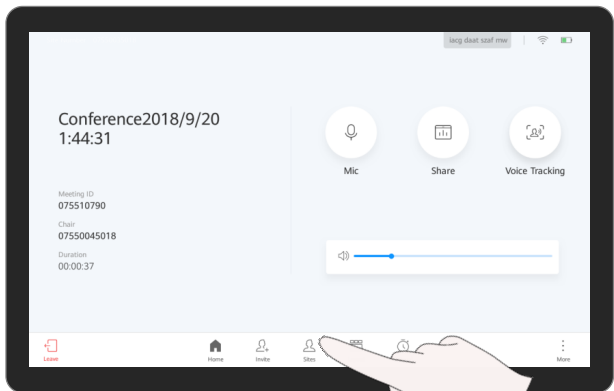 iacg daat szaf rnw
Conference2018/9/20
1:44:31
Mic
Share
Voice Tracking
Meeting ID
075510790
Chair
07550045018
Duration
00:00:37
Leave
Home
Invite
Sites
More